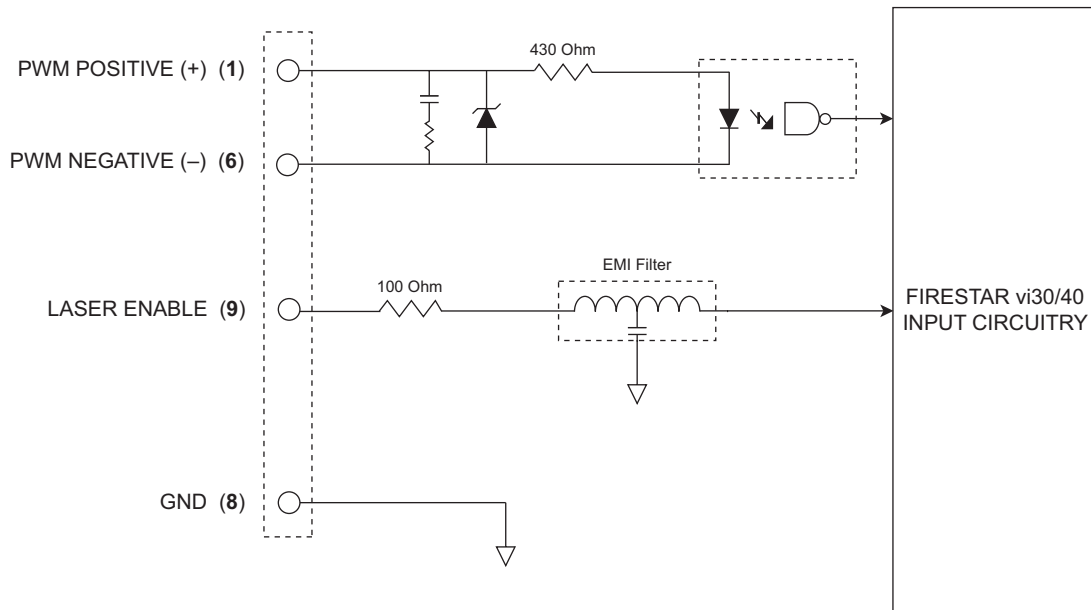 430 Ohm
PWM POSITIVE (+) (1)
PWM NEGATIVE (–) (6)
EMI Filter
100 Ohm
LASER ENABLE (9)
FIRESTAR vi30/40
INPUT CIRCUITRY
GND (8)